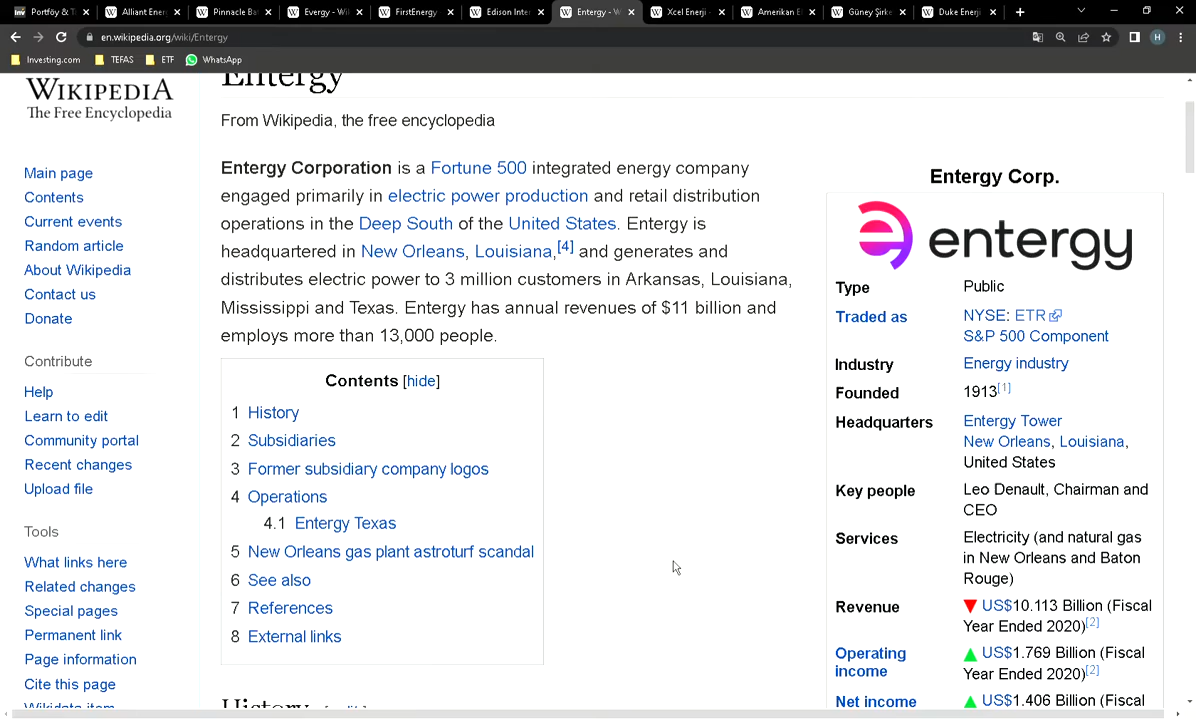 Portföy &
Alliant Ener
Pinnacle
Evergy - Wi
FirstEnergy
Edison Inte
Entergy - W
Xcel Enerji -
Amerikan E
Güney Şirke
Duke Enerji
en.wikipedia.org/wiki/Entergy
Investing.com
TEFAS
ETF
WhatsApp
WIKIPEDIA
The Free Encyclopedia
Main page
Contents
Current events
Random article
About Wikipedia
Contact us
Donate
Contribute
Help
Learn to edit
Community portal
Recent changes
Upload file
Tools
What links here
Related changes
Special pages
Permanent link
Page information
Cite this page
Wikidata item
Entergy
From Wikipedia, the free encyclopedia
Entergy Corporation is a Fortune 500 integrated energy company
engaged primarily in electric power production and retail distribution
operations in the Deep South of the United States. Entergy is
headquartered in New Orleans, Louisiana,[4] and generates and
distributes electric power to 3 million customers in Arkansas, Louisiana,
Mississippi and Texas. Entergy has annual revenues of $11 billion and
employs more than 13,000 people.
Contents [hide]
1 History
2 Subsidiaries
3 Former subsidiary company logos
4 Operations
4.1 Entergy Texas
5 New Orleans gas plant astroturf scandal
6 See also
7 References
8 External links
History [edit]
Entergy Corp.
entergy
Type Public
Traded as NYSE: ETR
S&P 500 Component
Industry Energy industry
Founded 1913[1]
Headquarters Entergy Tower
New Orleans, Louisiana,
United States
Key people Leo Denault, Chairman and
CEO
Services Electricity (and natural gas
in New Orleans and Baton
Rouge)
Revenue ▼ US$10.113 Billion (Fiscal
Year Ended 2020)[2]
Operating income ▲ US$1.769 Billion (Fiscal
Year Ended 2020)[2]
Net income ▲ US$1.406 Billion (Fiscal